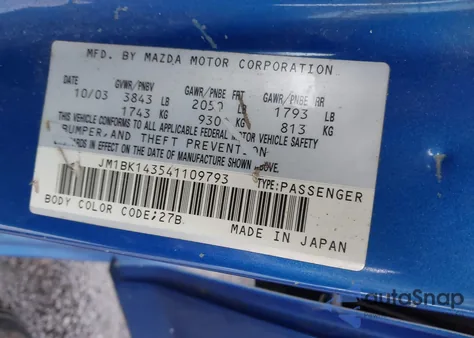 MFD. BY MAZDA MOTOR CORPORATION
DATE GVWR/PNBV GAWR/PNBE FRT GAWR/PNBE RR
10/03 3843 LB 2050 LB 1793 LB
1743 KG 930 KG 813 KG
THIS VEHICLE CONFORMS TO ALL APPLICABLE FEDERAL MOTOR VEHICLE SAFETY
BUMPER, AND THEFT PREVENTION
IN EFFECT ON THE DATE OF MANUFACTURE SHOWN ABOVE.
JM1BK143541109793 TYPE:PASSENGER
BODY COLOR CODE;27B
MADE IN JAPAN
autoSnap